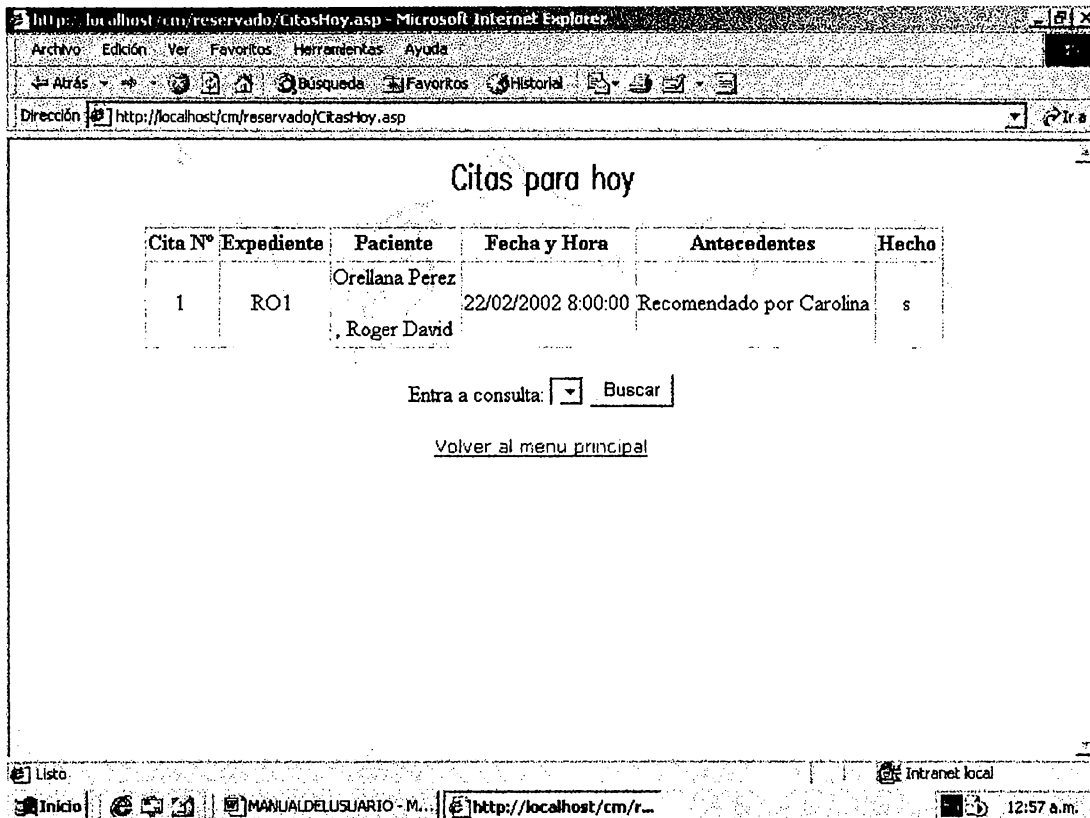 http://localhost/cm/reservado/CitasHoy.asp - Microsoft Internet Explorer
Archivo Edición Ver Favoritos Herramientas Ayuda
Atrás Búsqueda Favoritos Historial
Dirección http://localhost/cm/reservado/CitasHoy.asp Ir a
Citas para hoy
Cita Nº Expediente Paciente Fecha y Hora Antecedentes Hecho
Orellana Perez
1 RO1 22/02/2002 8:00:00 Recomendado por Carolina s
, Roger David
Entra a consulta: Buscar
Volver al menu principal
Listo Intranet local
Inicio MANUALDELUSUARIO - M... http://localhost/cm/r... 12:57 a.m.